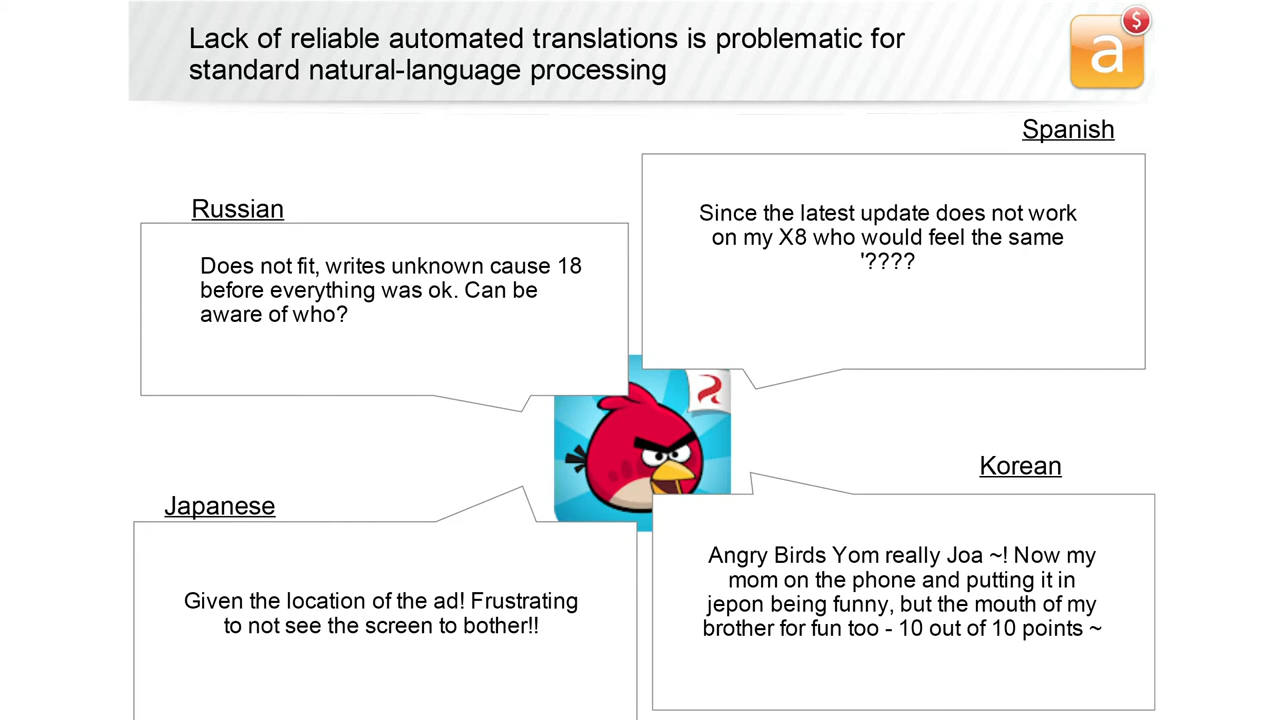 Lack of reliable automated translations is problematic for
standard natural-language processing
a
$
Spanish
Since the latest update does not work
on my X8 who would feel the same
'????
Russian
Does not fit, writes unknown cause 18
before everything was ok. Can be
aware of who?
Korean
Angry Birds Yom really Joa ~! Now my
mom on the phone and putting it in
jepon being funny, but the mouth of my
brother for fun too - 10 out of 10 points ~
Japanese
Given the location of the ad! Frustrating
to not see the screen to bother!!